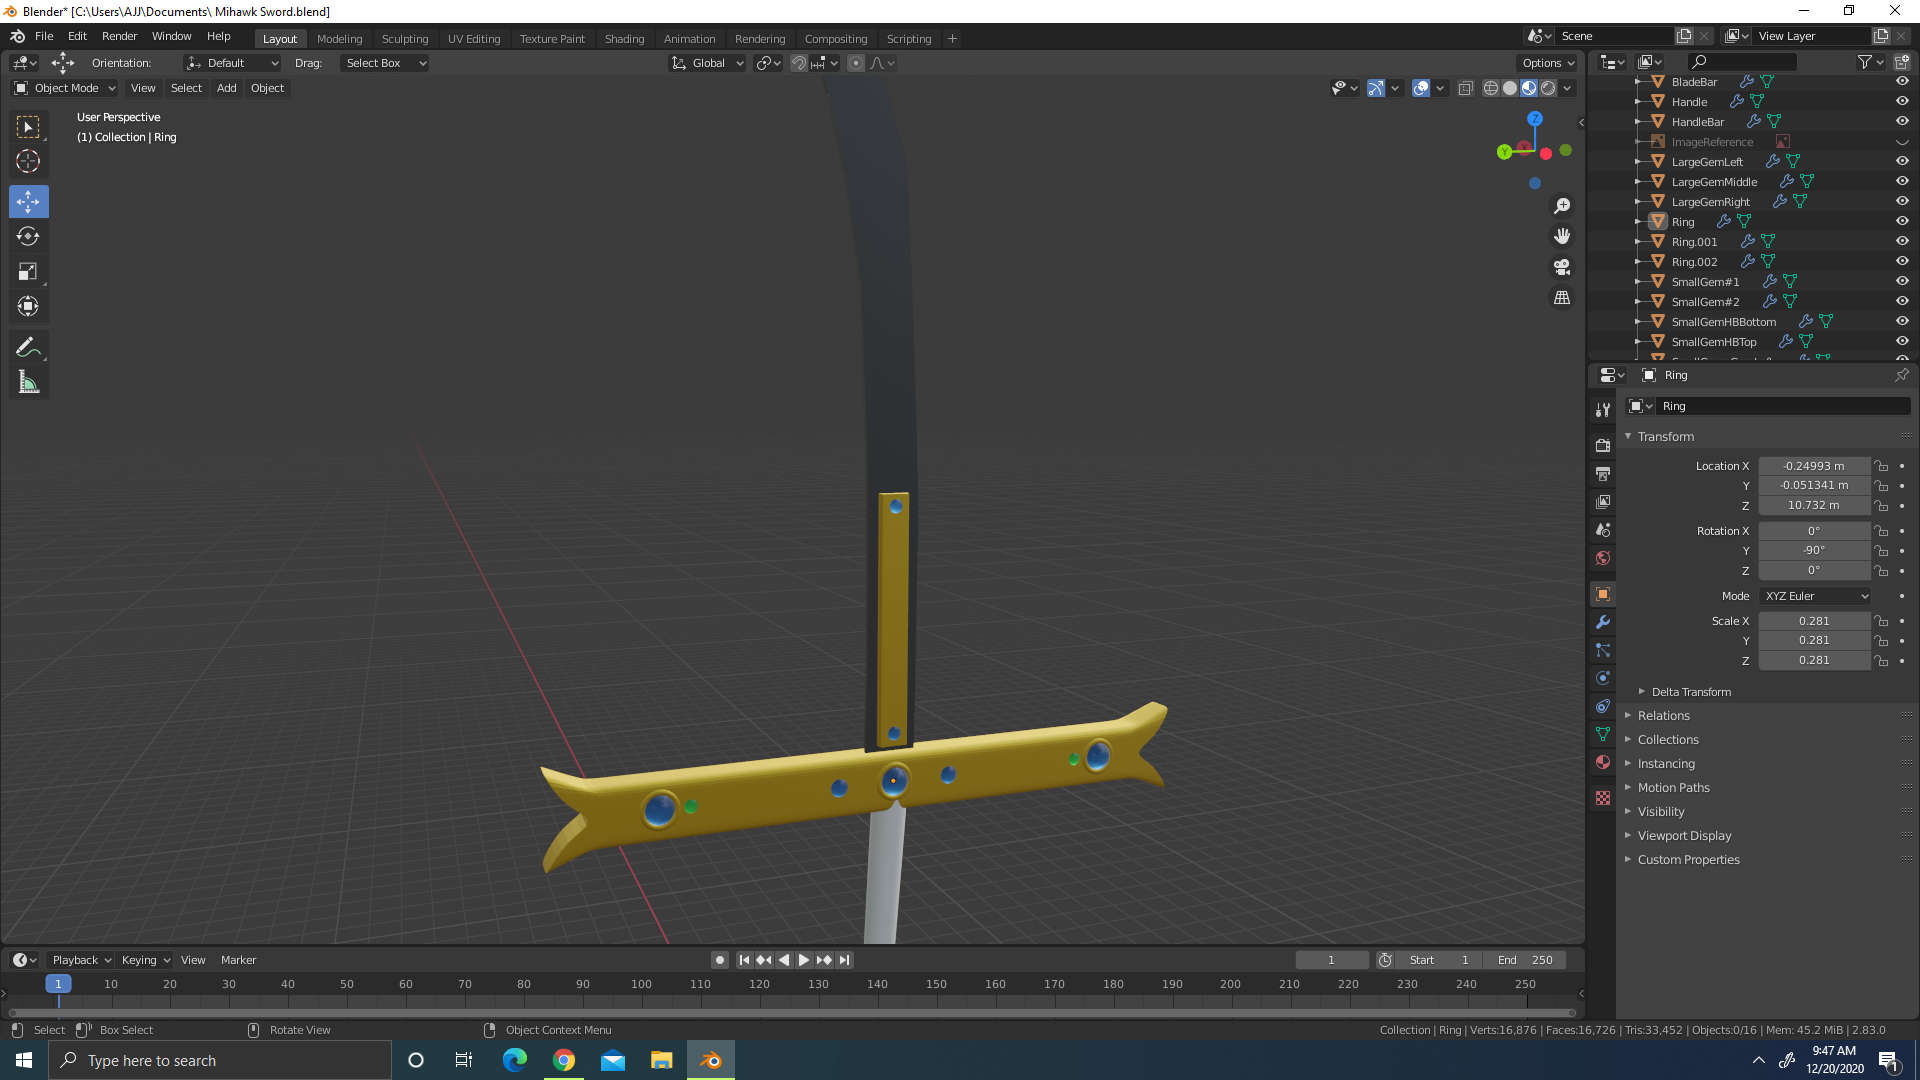 Blender* [C:\Users\AJJ\Documents\ Mihawk Sword.blend]
File Edit Render Window Help Layout Modeling Sculpting UV Editing Texture Paint Shading Animation Rendering Compositing Scripting + Scene View Layer
Orientation: Default Drag: Select Box Global Options
Object Mode View Select Add Object
User Perspective
(1) Collection | Ring
Z
Y
X
BladeBar
Handle
HandleBar
ImageReference
LargeGemLeft
LargeGemMiddle
LargeGemRight
Ring
Ring.001
Ring.002
SmallGem#1
SmallGem#2
SmallGemHBBottom
SmallGemHBTop
Ring
Ring
Transform
Location X -0.24993 m
Y -0.051341 m
Z 10.732 m
Rotation X 0°
Y -90°
Z 0°
Mode XYZ Euler
Scale X 0.281
Y 0.281
Z 0.281
Delta Transform
Relations
Collections
Instancing
Motion Paths
Visibility
Viewport Display
Custom Properties
Playback Keying View Marker 1 Start 1 End 250
1 10 20 30 40 50 60 70 80 90 100 110 120 130 140 150 160 170 180 190 200 210 220 230 240 250
Select Box Select Rotate View Object Context Menu Collection | Ring | Verts:16,876 | Faces:16,726 | Tris:33,452 | Objects:0/16 | Mem: 45.2 MiB | 2.83.0
Type here to search
9:47 AM
12/20/2020
1